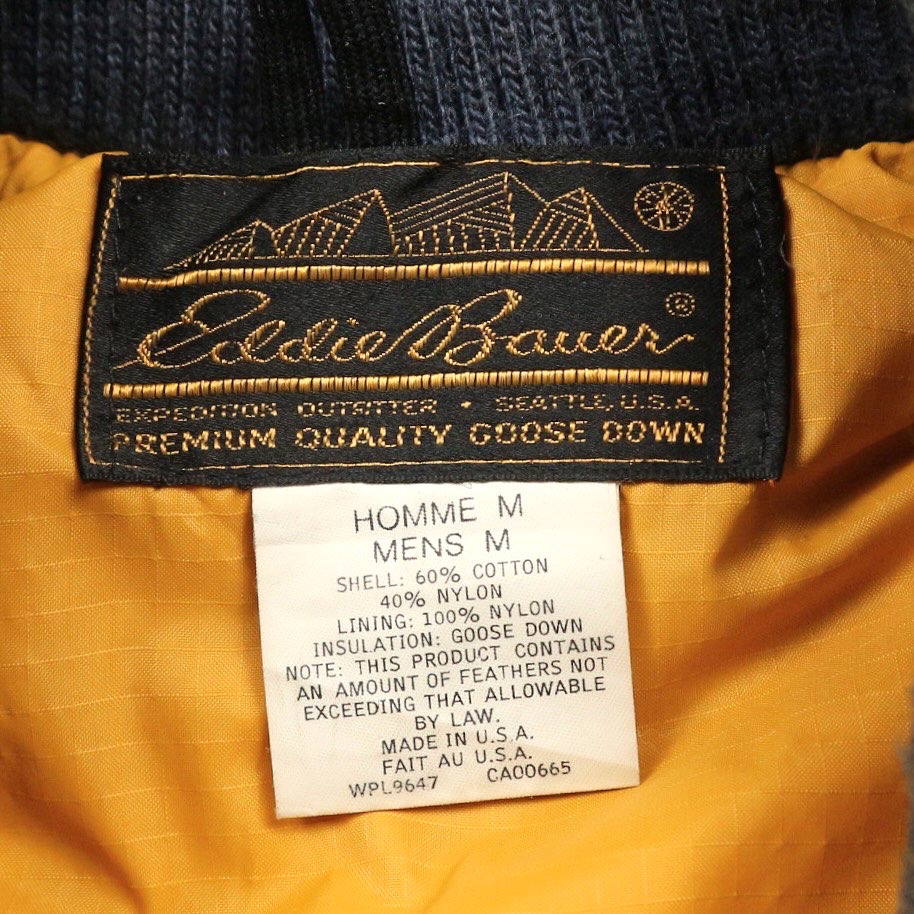 Eddie Bauer ®
EXPEDITION OUTFITTER • SEATTLE, U.S.A.
PREMIUM QUALITY GOOSE DOWN
HOMME M
MENS M
SHELL: 60% COTTON
40% NYLON
LINING: 100% NYLON
INSULATION: GOOSE DOWN
NOTE: THIS PRODUCT CONTAINS
AN AMOUNT OF FEATHERS NOT
EXCEEDING THAT ALLOWABLE
BY LAW.
MADE IN U.S.A.
FAIT AU U.S.A.
WPL9647 CA00665